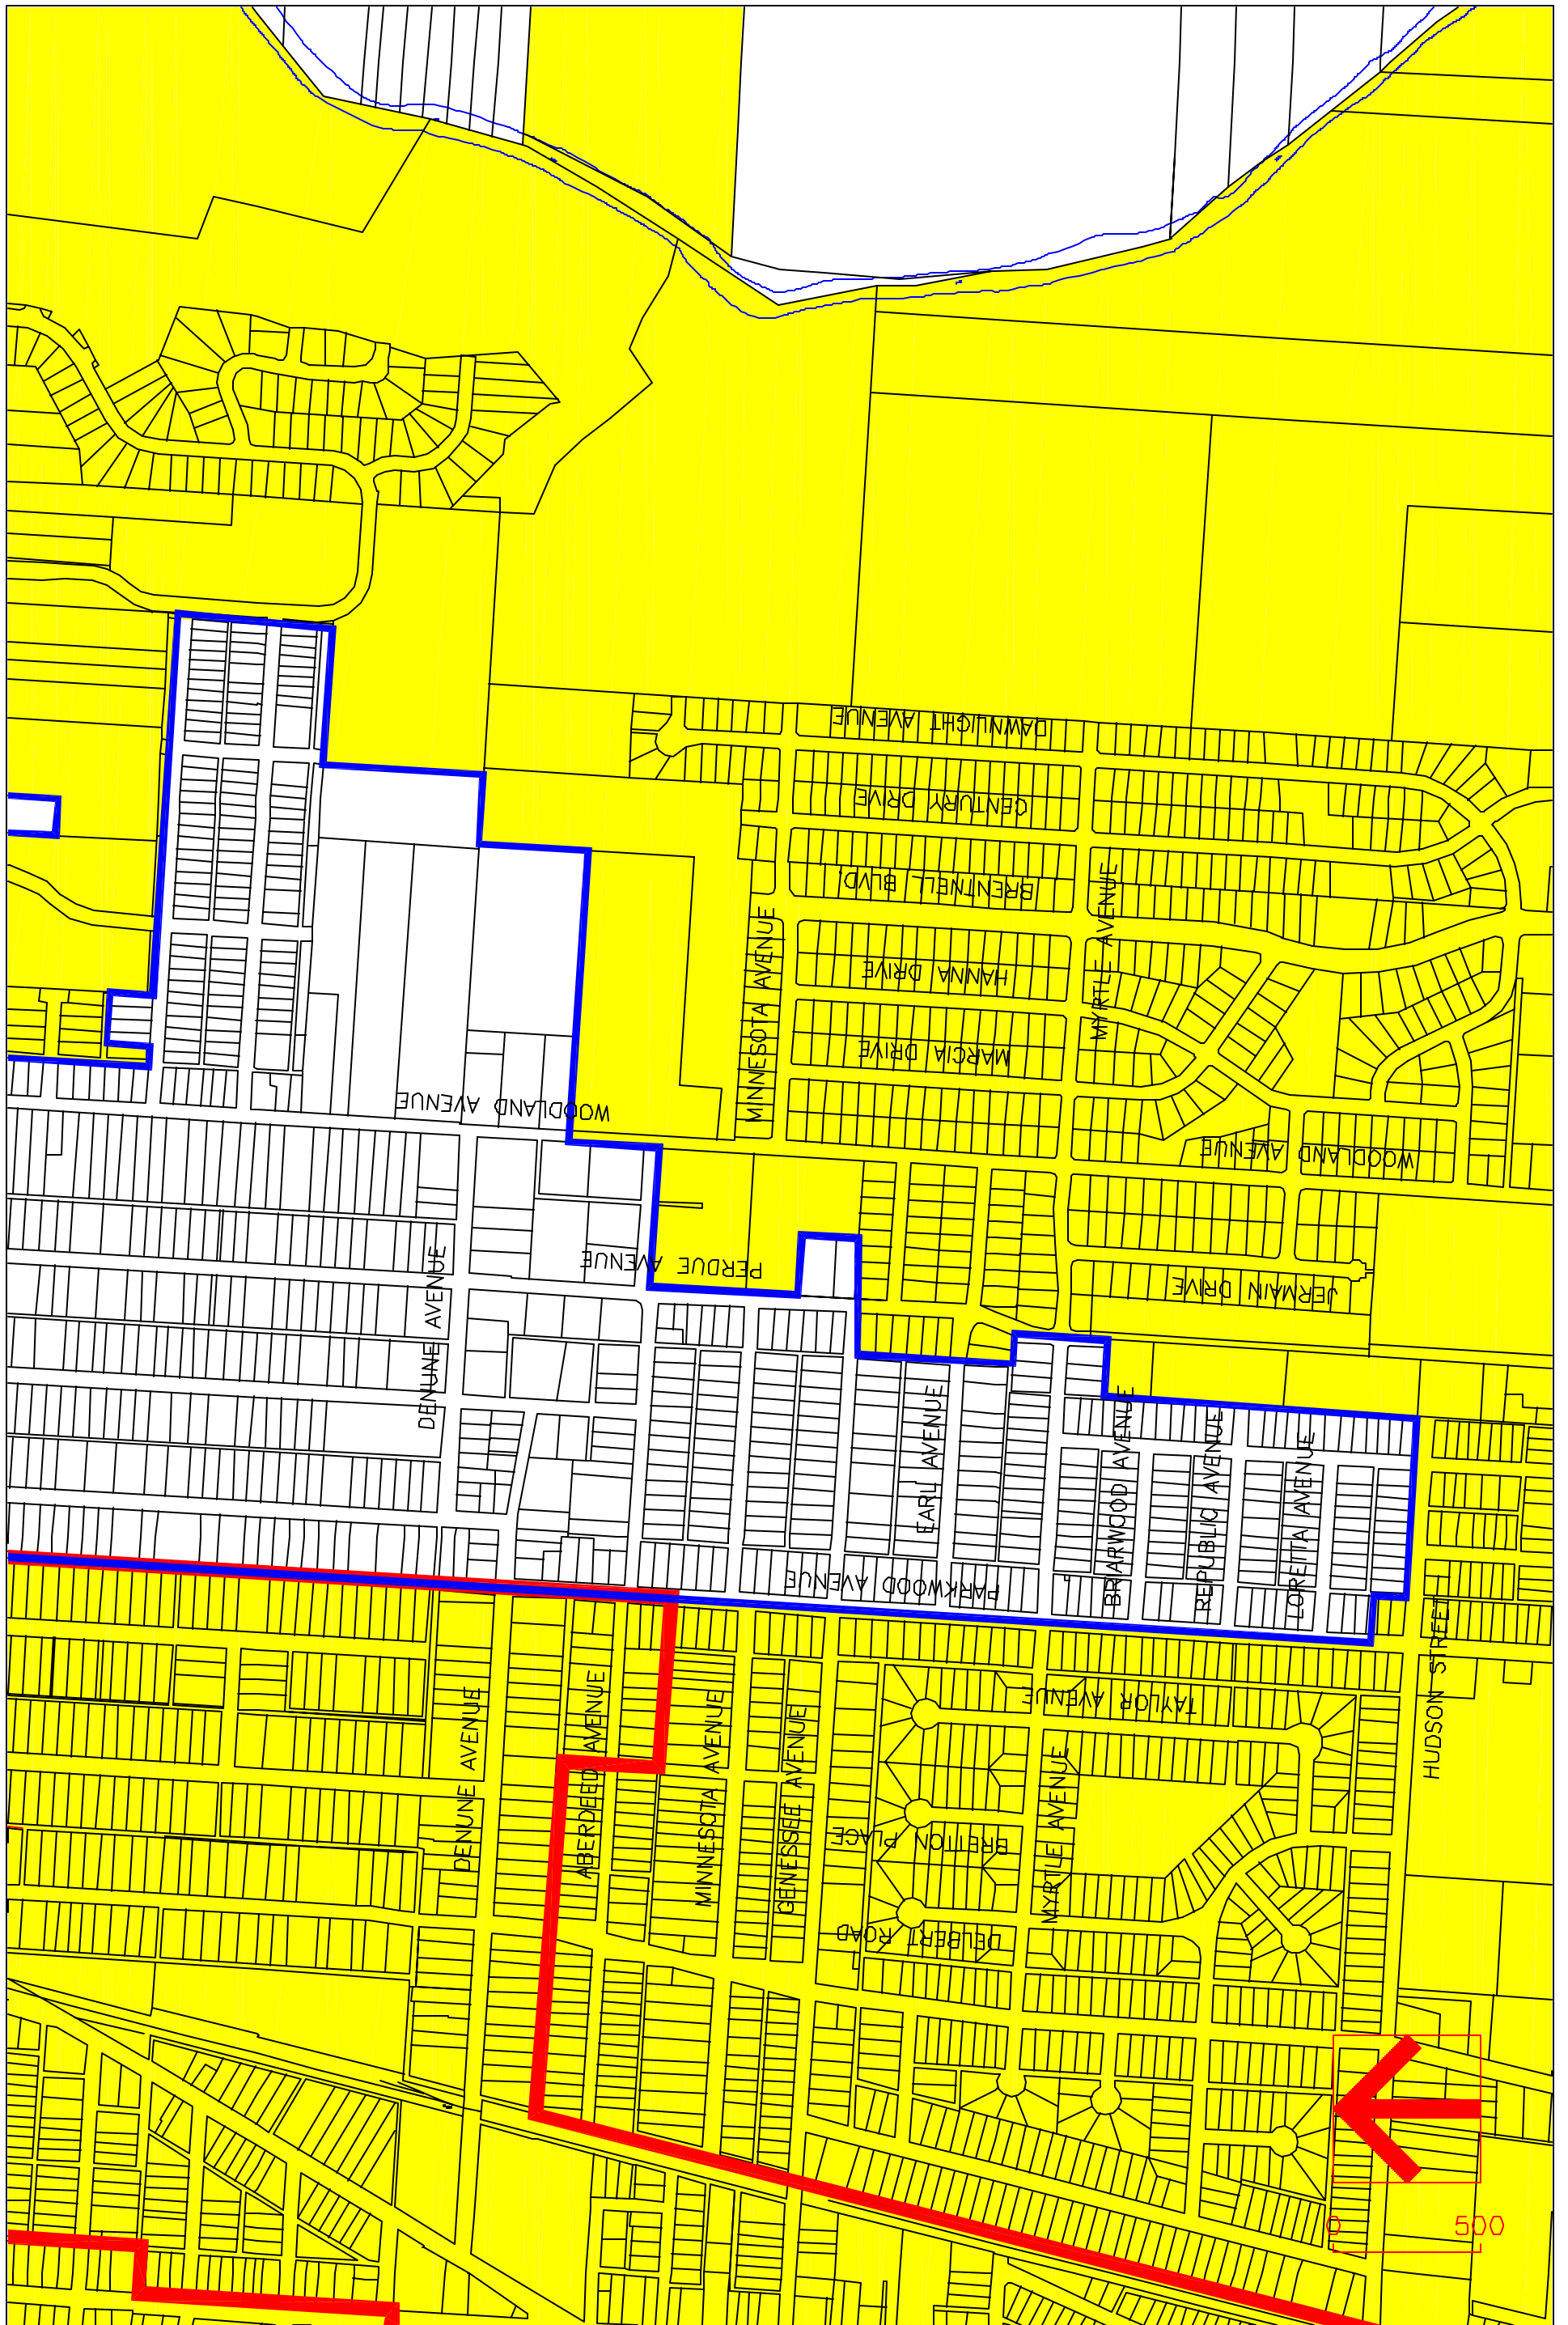 DAWNLIGHT AVENUE
CENTURY DRIVE
BRENTNELL BLVD.
MYRTLE AVENUE
MINNESOTA AVENUE
HANNA DRIVE
MARCIA DRIVE
WOODLAND AVENUE
WOODLAND AVENUE
PERDUE AVENUE
DENUNE AVENUE
JERMAIN DRIVE
EARL AVENUE
BRIARWOOD AVENUE
REPUBLIC AVENUE
LORETTA AVENUE
PARKWOOD AVENUE
HUDSON STREET
TAYLOR AVENUE
DENUNE AVENUE
ABERDEED AVENUE
MINNESOTA AVENUE
GENESSEE AVENUE
MYRTLE AVENUE
BRETTON PLACE
DELBERT ROAD
0 500